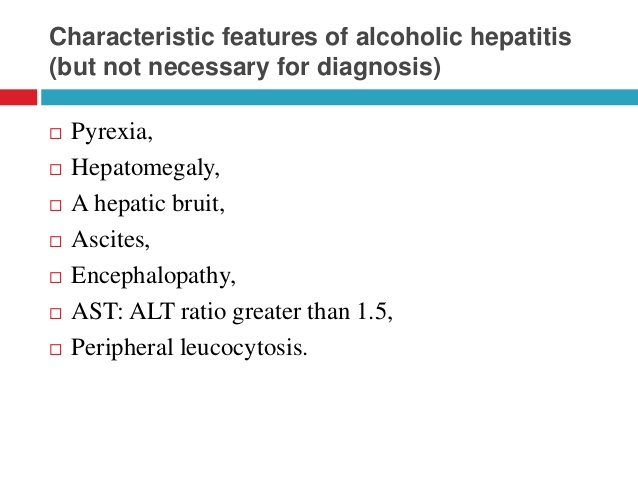 Characteristic features of alcoholic hepatitis
(but not necessary for diagnosis)
Pyrexia,
Hepatomegaly,
A hepatic bruit,
Ascites,
Encephalopathy,
AST: ALT ratio greater than 1.5,
Peripheral leucocytosis.